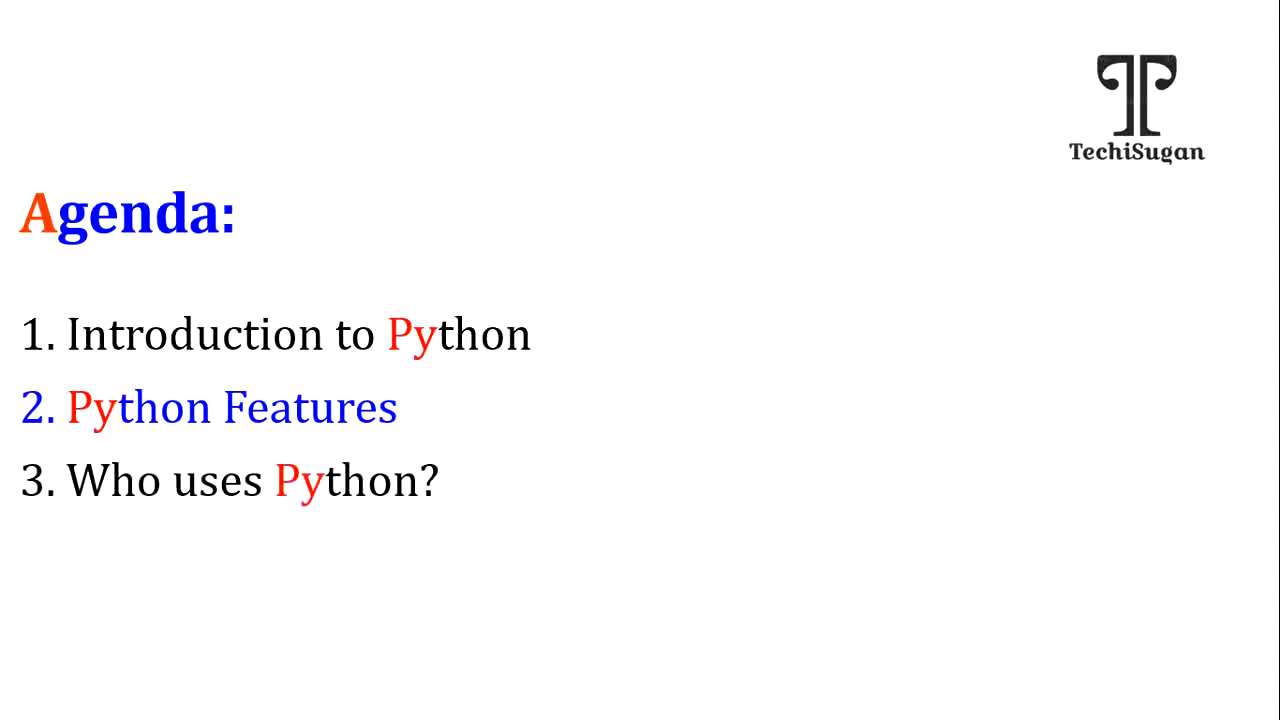 TechiSugan
Agenda:
1. Introduction to Python
2. Python Features
3. Who uses Python?